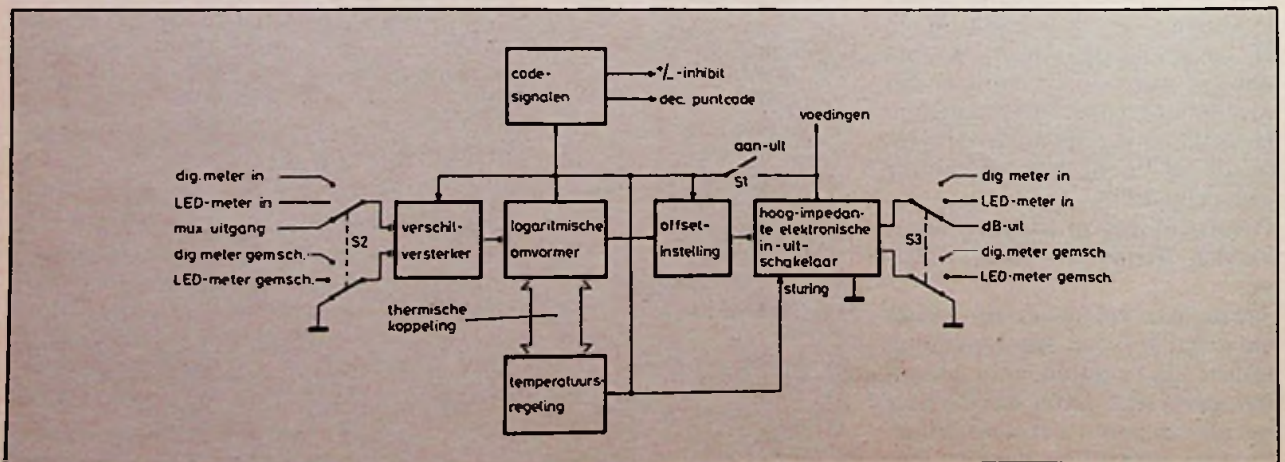 code-
signalen
+/_-inhibit
dec. puntcode
voedingen
aan-uit
S1
dig. meter in
LED-meter in
mux uitgang
S2
dig meter gemsch.
LED-meter gemsch.
verschil-
versterker
logaritmische
omvormer
offset-
instelling
hoog-impedan-
te elektronische
in-uit-
schakelaar
sturing
dig meter in
LED-meter in
dB-uit
S3
dig.meter gemsch
LED-meter gemsch
thermische
koppeling
temperatuurs-
regeling